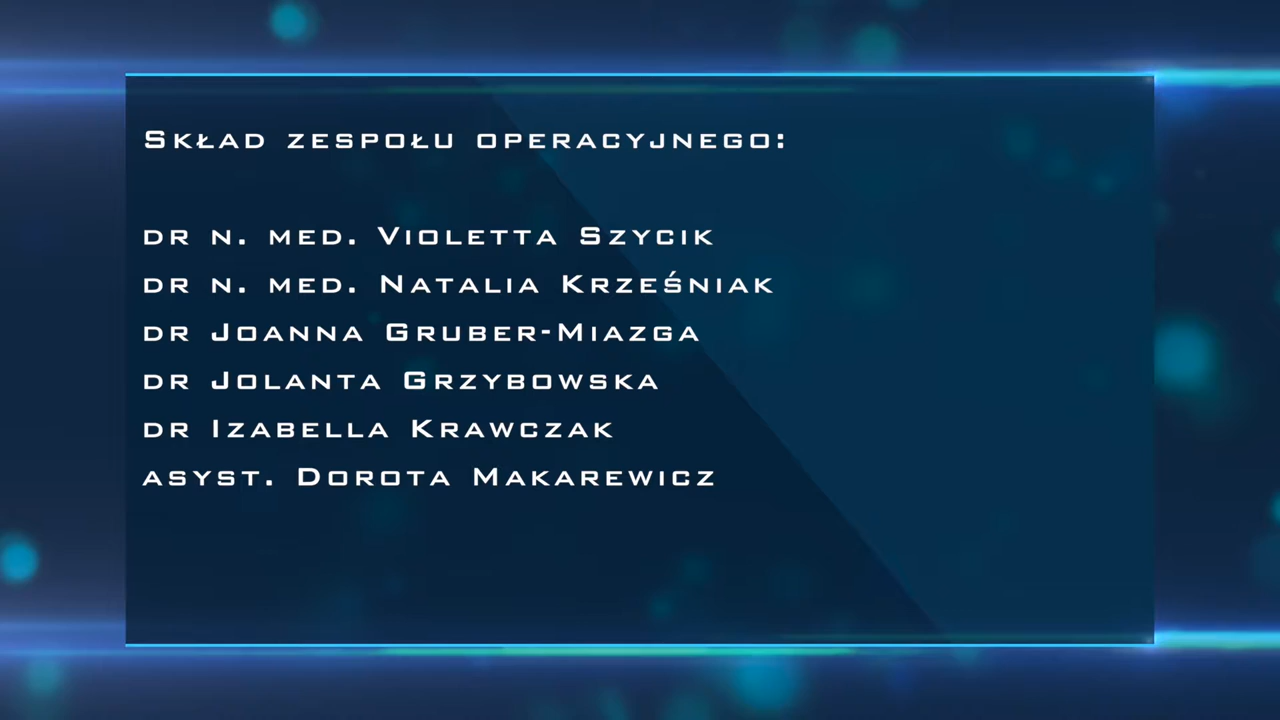 Skład zespołu operacyjnego:
dr n. med. Violetta Szycik
dr n. med. Natalia Krześniak
dr Joanna Gruber-Miazga
dr Jolanta Grzybowska
dr Izabella Krawczak
asyst. Dorota Makarewicz